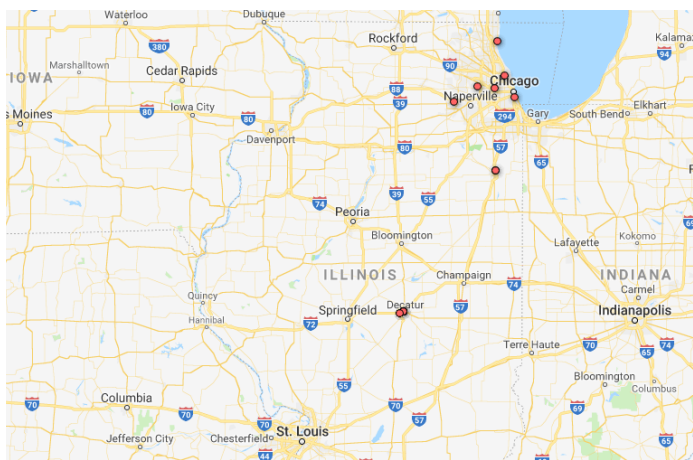 Waterloo
Dubuque
Rockford
Kalama
380
94
Marshalltown
Cedar Rapids
90
Chicago
IOWA
88
Naperville
39
Iowa City
80
80
294
Elkhart
s Moines
Gary
South Bend
Davenport
80
57
65
74
39
55
Peoria
Bloomington
Lafayette
Kokomo
ILLINOIS
Champaign
INDIANA
74
Carmel
Quincy
Springfield
Decatur
57
Indianapolis
Hannibal
72
Terre Haute
70
74
65
55
Bloomington
Columbus
Columbia
70
70
70
69
57
70
Jefferson City
Chesterfield
St. Louis
65
44